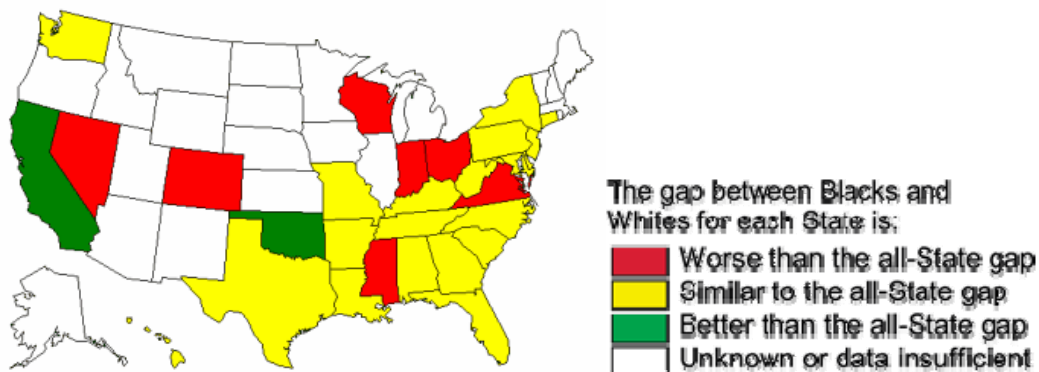 The gap between Blacks and
Whites for each State is:
Worse than the all-State gap
Similar to the all-State gap
Better than the all-State gap
Unknown or data insufficient